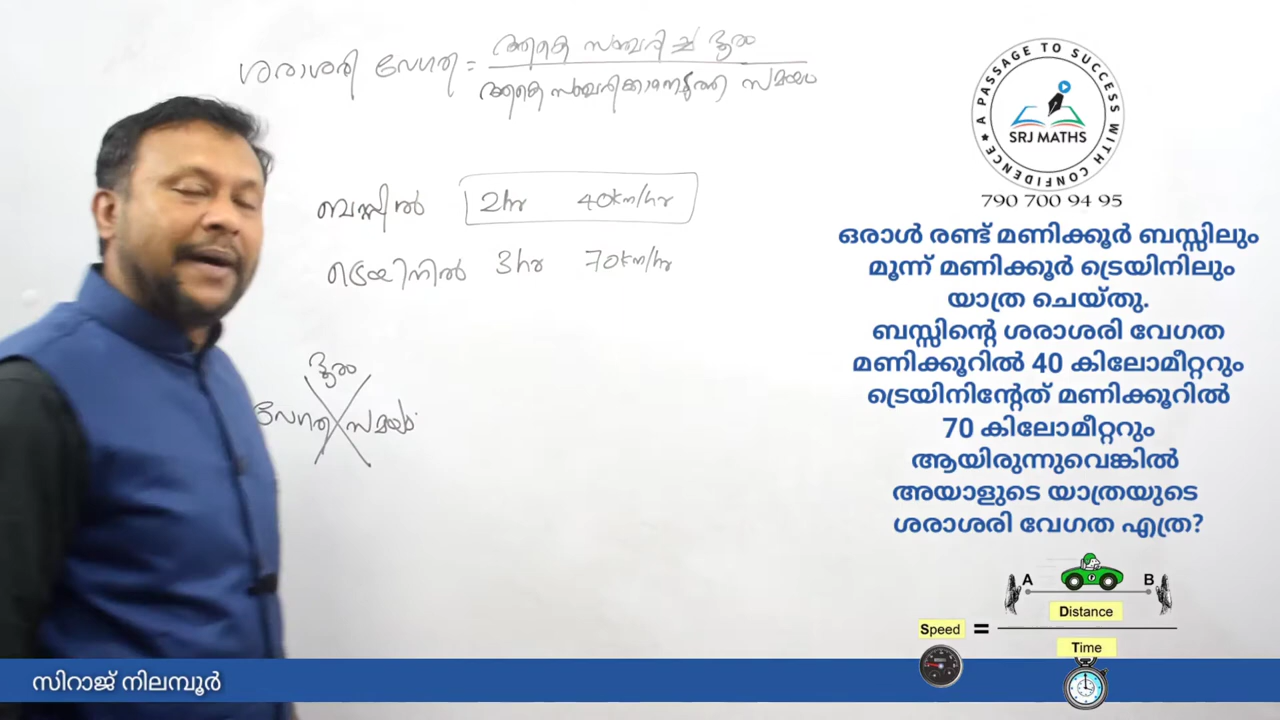 ശരാശരി വേഗത = ആകെ സഞ്ചരിച്ച ദൂരം
ആകെ സഞ്ചരിക്കാനെടുത്ത സമയം
ബസ്സിൽ 2hr 40km/hr
ട്രെയിനിൽ 3hr 70km/hr
ദൂരം
വേഗത സമയം
A PASSAGE TO SUCCESS WITH CONFIDENCE
SRJ MATHS
790 700 94 95
ഒരാൾ രണ്ട് മണിക്കൂർ ബസ്സിലും
മൂന്ന് മണിക്കൂർ ട്രെയിനിലും
യാത്ര ചെയ്തു.
ബസ്സിന്റെ ശരാശരി വേഗത
മണിക്കൂറിൽ 40 കിലോമീറ്ററും
ട്രെയിനിന്റേത് മണിക്കൂറിൽ
70 കിലോമീറ്ററും
ആയിരുന്നുവെങ്കിൽ
അയാളുടെ യാത്രയുടെ
ശരാശരി വേഗത എത്ര?
A B
Distance
Speed =
Time
സിറാജ് നിലമ്പൂർ